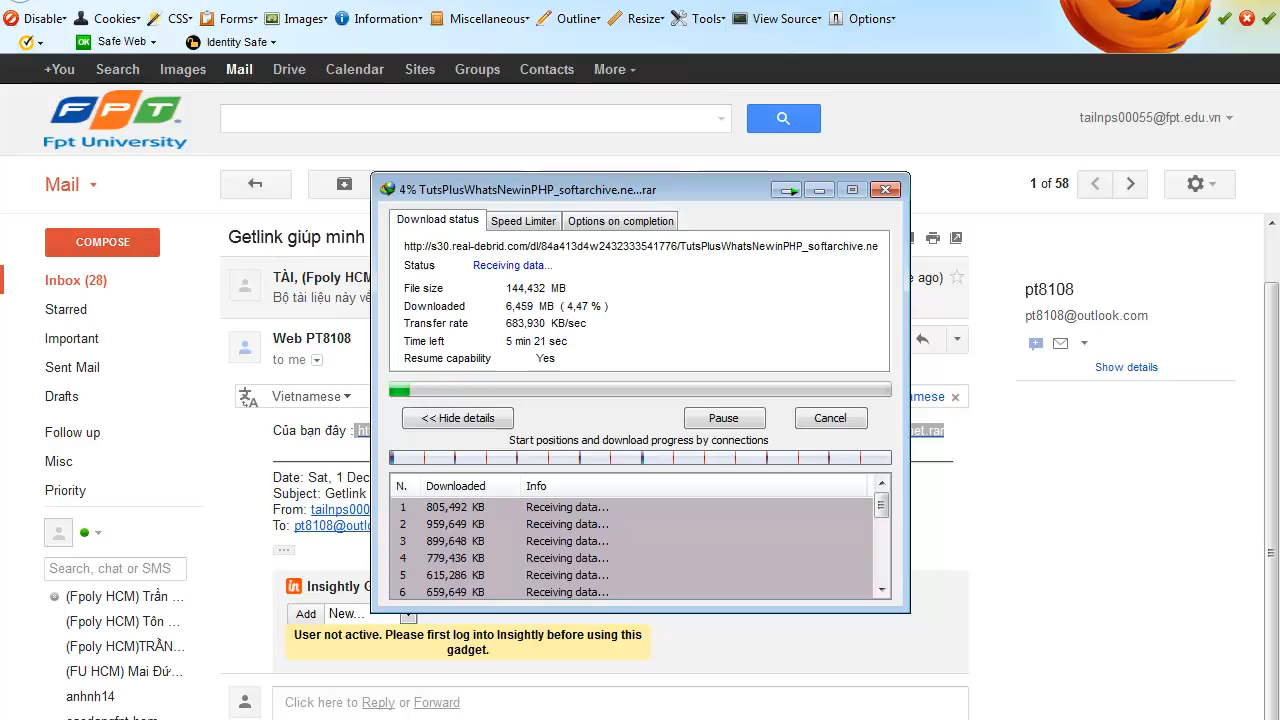 Disable Cookies CSS Forms Images Information Miscellaneous Outline Resize Tools View Source Options
OK Safe Web Identity Safe
+You Search Images Mail Drive Calendar Sites Groups Contacts More
FPT
Fpt University
tailnps00055@fpt.edu.vn
Mail
1 of 58
COMPOSE
Inbox (28)
Starred
Important
Sent Mail
Drafts
Follow up
Misc
Priority
Search, chat or SMS
(Fpoly HCM) Trần ...
(Fpoly HCM) Tôn ...
(Fpoly HCM)TRẦN...
(FU HCM) Mai Đứ...
anhnh14
Getlink giúp mình
TÀI, (Fpoly HCM
e ago)
Bộ tài liệu này về
Web PT8108
to me
Vietnamese
amese x
Của bạn đây :
net.rar
Date: Sat, 1 Dec
Subject: Getlink
From: tailnps000
To: pt8108@outlo
...
Insightly G
Add New...
User not active. Please first log into Insightly before using this
gadget.
Click here to Reply or Forward
pt8108
pt8108@outlook.com
Show details
4% TutsPlusWhatsNewinPHP_softarchive.ne...rar
Download status Speed Limiter Options on completion
http://s30.real-debrid.com/dl/84a413d4w2432333541776/TutsPlusWhatsNewinPHP_softarchive.ne
Status Receiving data...
File size 144,432 MB
Downloaded 6,459 MB ( 4,47 % )
Transfer rate 683,930 KB/sec
Time left 5 min 21 sec
Resume capability Yes
<< Hide details Pause Cancel
Start positions and download progress by connections
N. Downloaded Info
1 805,492 KB Receiving data...
2 959,649 KB Receiving data...
3 899,648 KB Receiving data...
4 779,436 KB Receiving data...
5 615,286 KB Receiving data...
6 659,649 KB Receiving data...